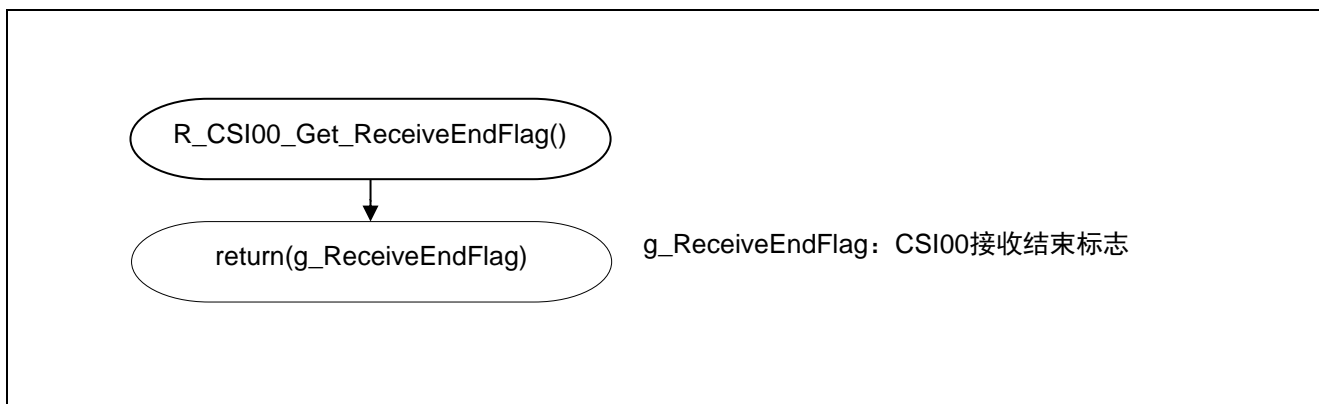 R_CSI00_Get_ReceiveEndFlag()
return(g_ReceiveEndFlag)
g_ReceiveEndFlag：CSI00接收结束标志